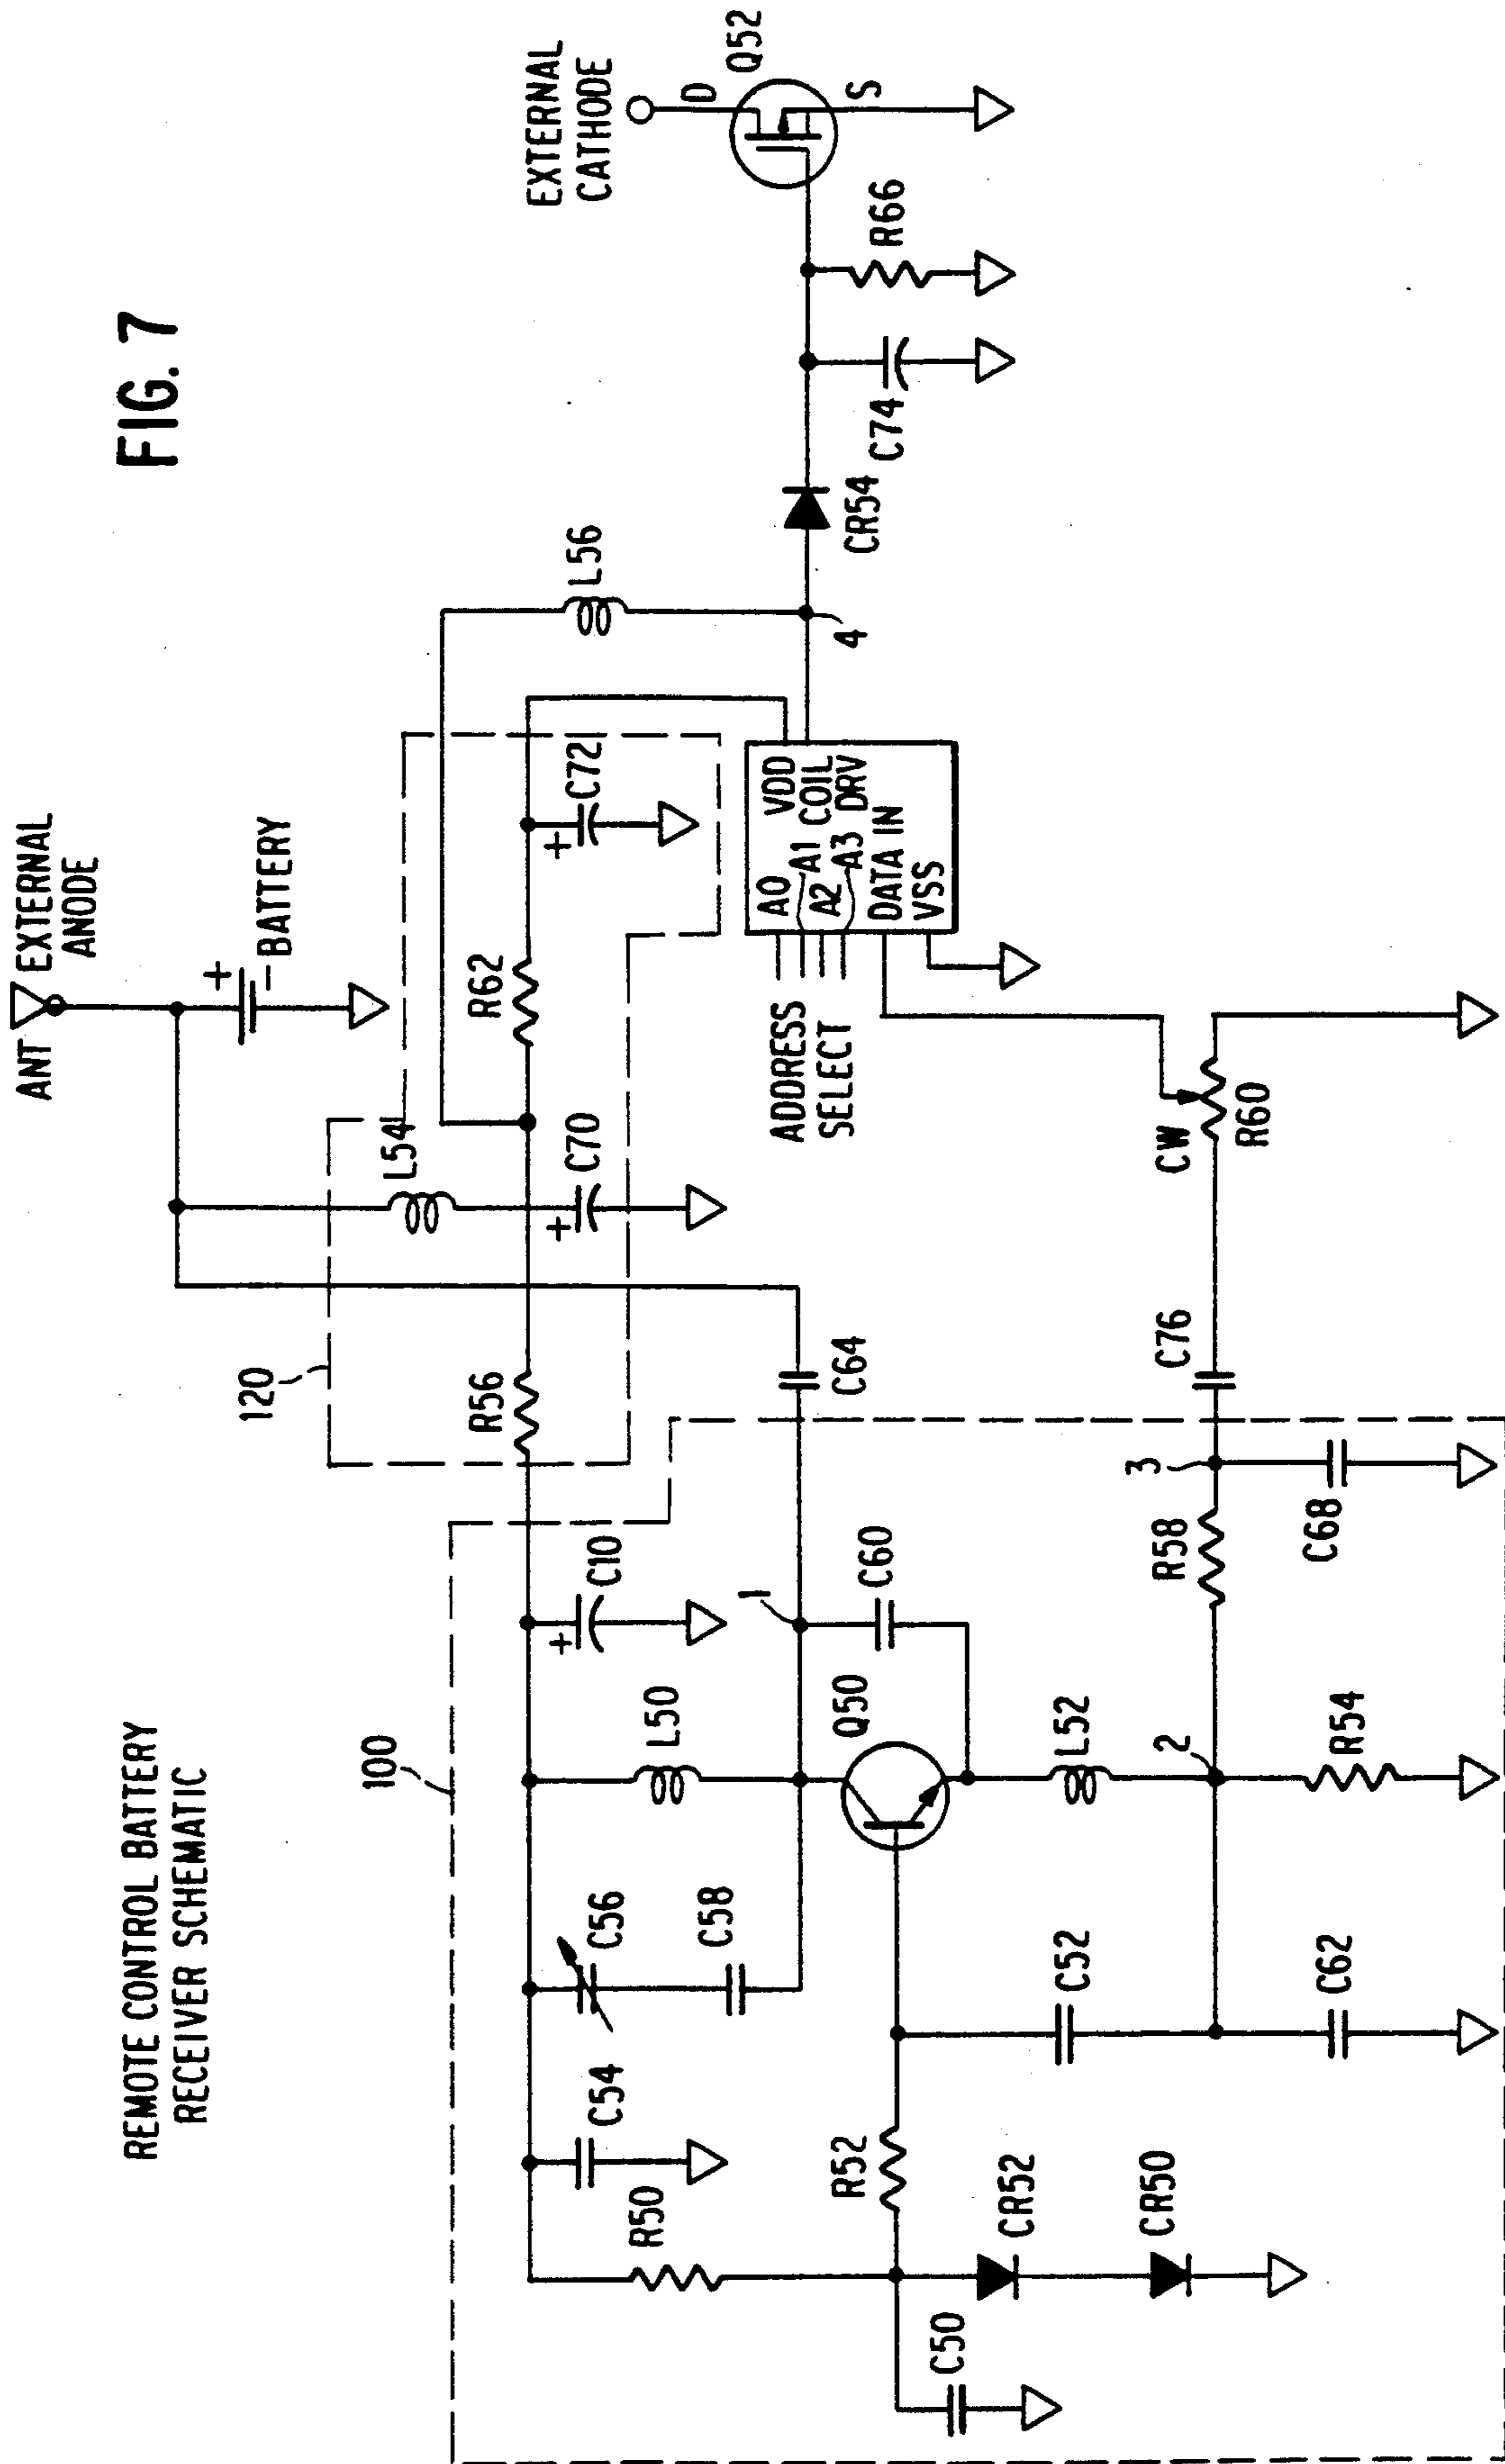 FIG. 7
REMOTE CONTROL BATTERY
RECEIVER SCHEMATIC
ANT
EXTERNAL
ANODE
+
-
BATTERY
EXTERNAL
CATHODE
D
Q52
S
120
L54
L56
R56
+
C70
R62
+
C72
100
C54
C56
C58
L50
+
C10
R50
C64
1
C60
Q50
R52
C50
CR52
CR50
C52
C62
L52
2
R54
R58
3
C68
C76
CW
R60
ADDRESS
SELECT
A0
A1
A2
A3
DATA IN
VSS
VDD
COIL
DRV
4
CR54
C74
R66